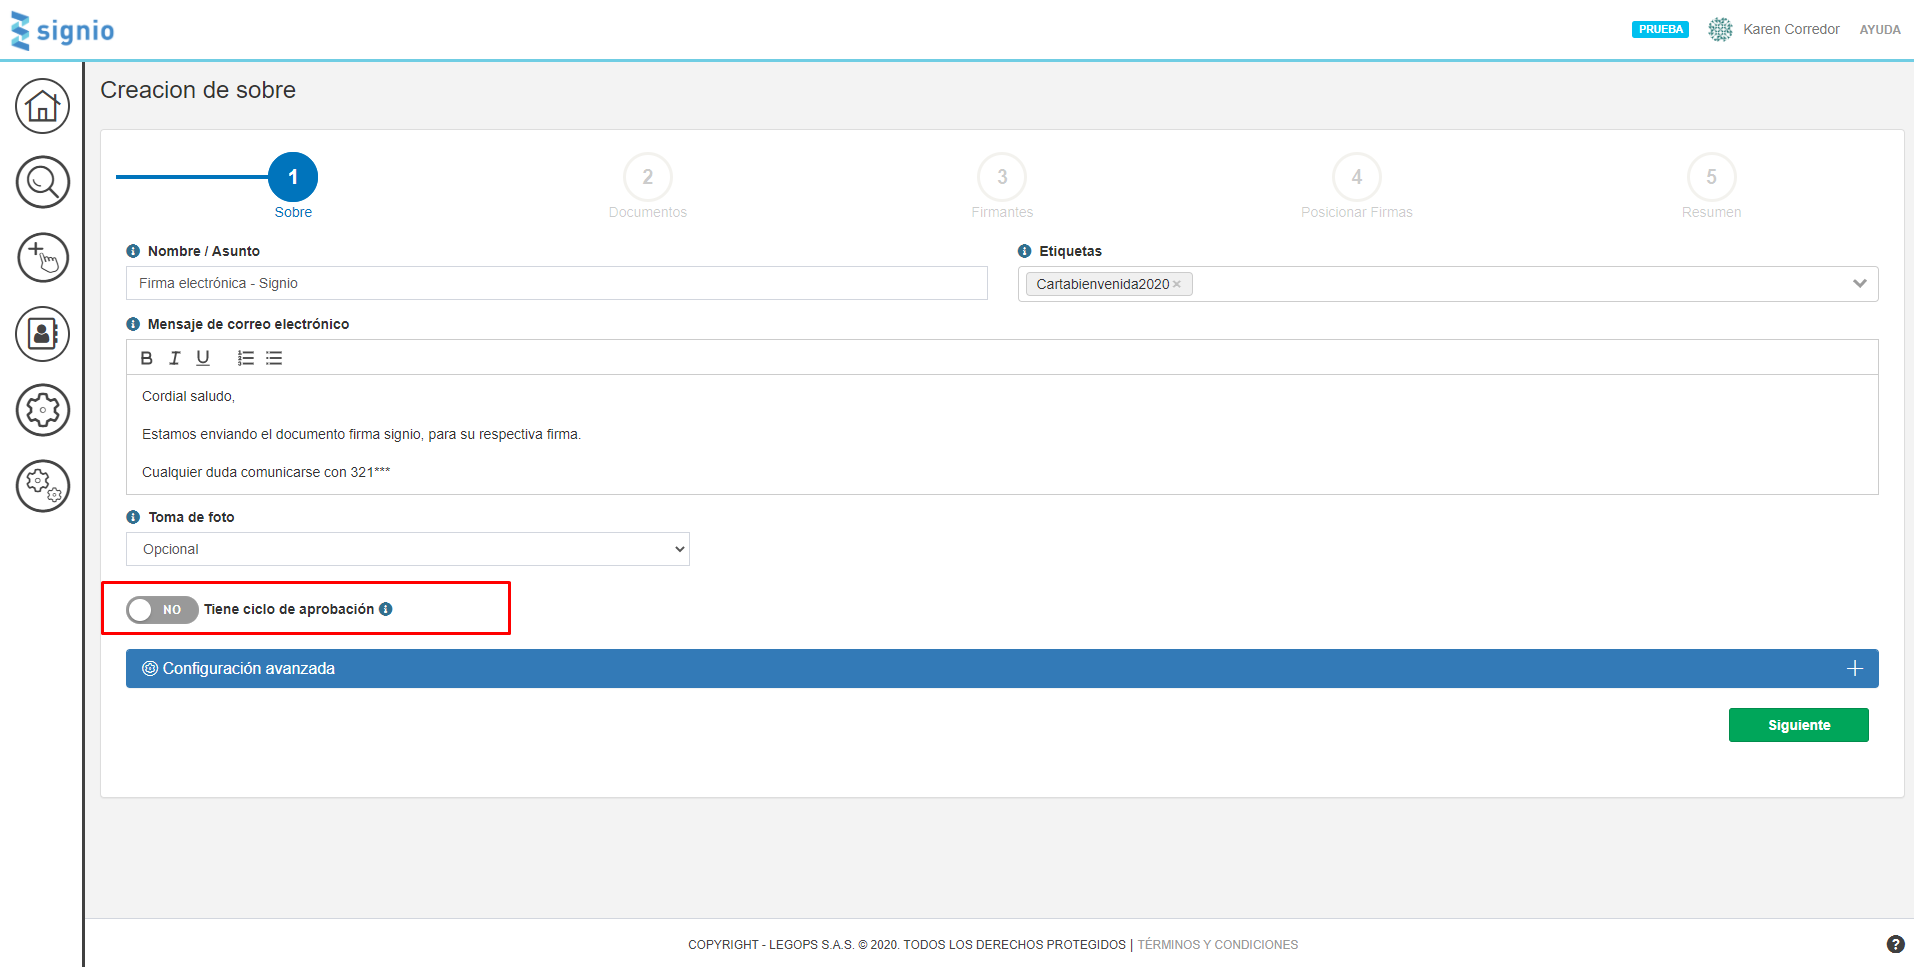 signio
PRUEBA
Karen Corredor
AYUDA
Creacion de sobre
1
2
3
4
5
Sobre
Documentos
Firmantes
Posicionar Firmas
Resumen
Nombre / Asunto
Etiquetas
Firma electrónica - Signio
Cartabienvenida2020 ×
Mensaje de correo electrónico
B I U
Cordial saludo,
Estamos enviando el documento firma signio, para su respectiva firma.
Cualquier duda comunicarse con 321***
Toma de foto
Opcional
NO Tiene ciclo de aprobación
Configuración avanzada
Siguiente
COPYRIGHT - LEGOPS S.A.S. © 2020. TODOS LOS DERECHOS PROTEGIDOS | TÉRMINOS Y CONDICIONES